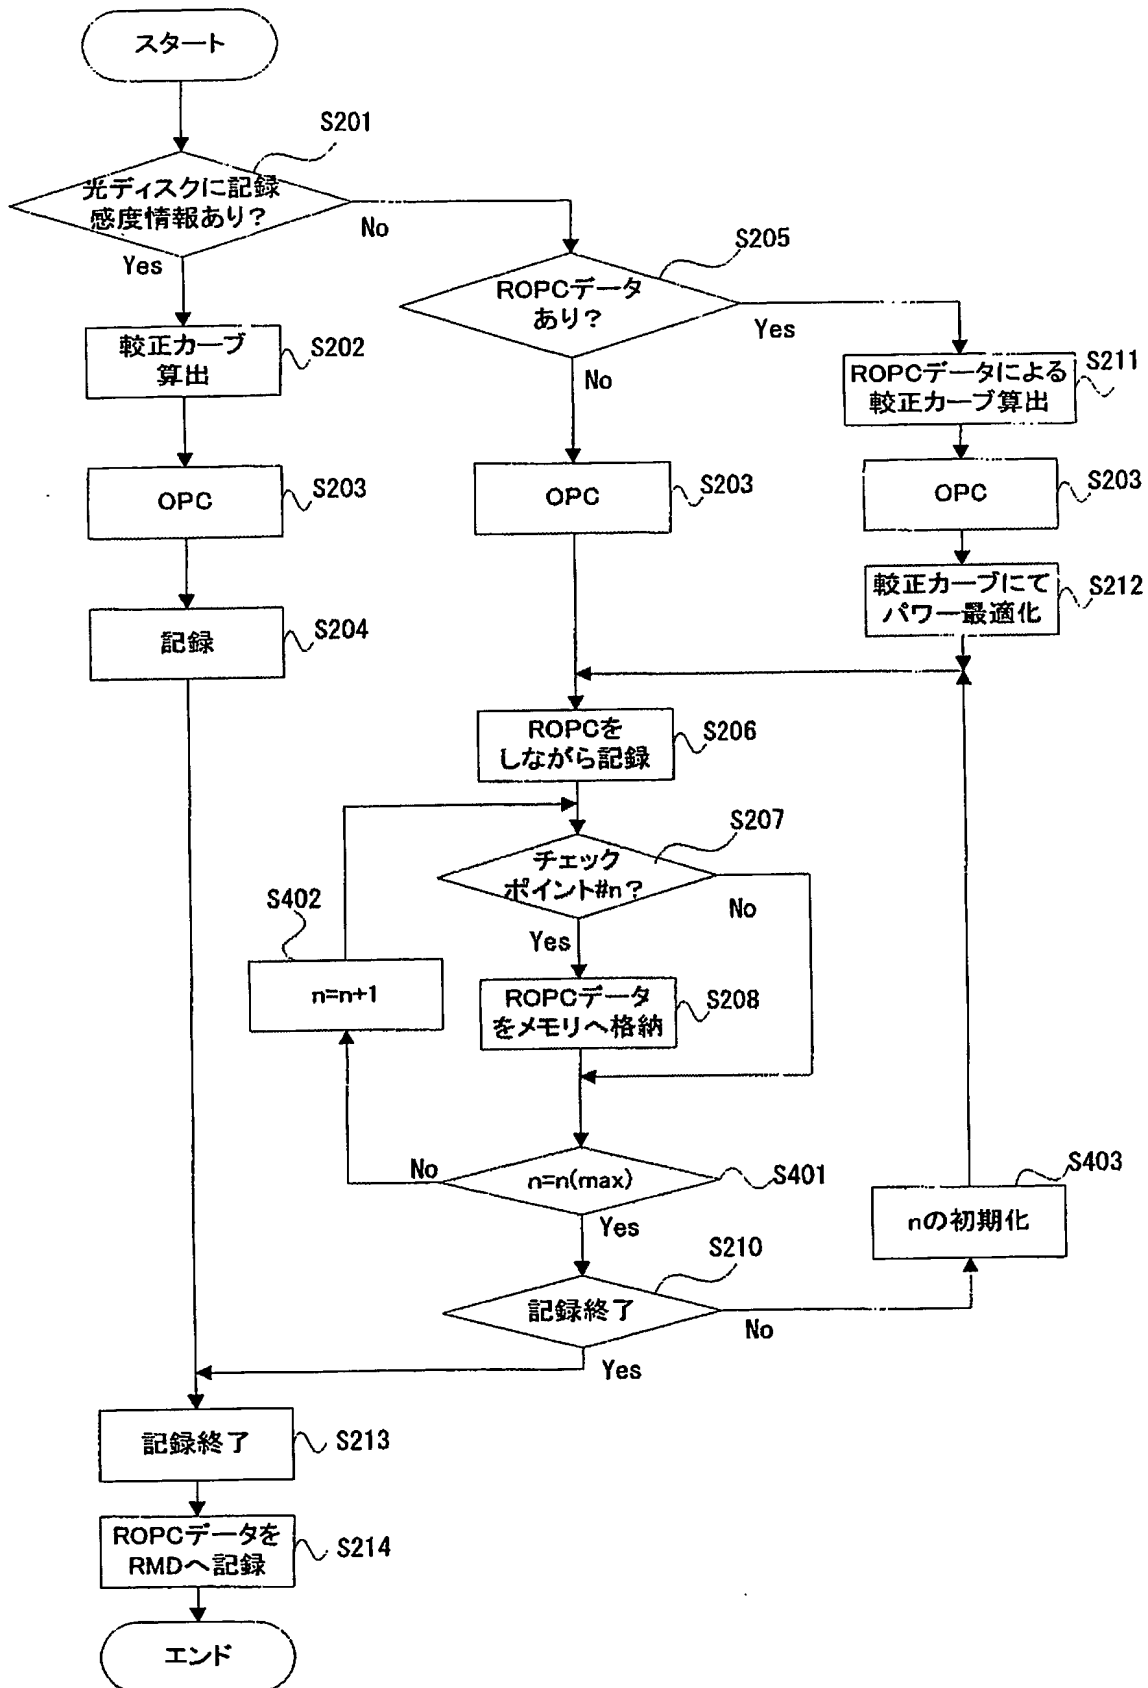 スタート
S201
光ディスクに記録
感度情報あり?
No
Yes
S205
ROPCデータ
あり?
Yes
No
較正カーブ
算出
S202
S211
ROPCデータによる
較正カーブ算出
OPC
S203
OPC
S203
OPC
S203
較正カーブにて
パワー最適化
S212
記録
S204
ROPCを
しながら記録
S206
S207
チェック
ポイント#n?
No
Yes
S402
n=n+1
ROPCデータ
をメモリへ格納
S208
No
n=n(max)
S401
Yes
S403
nの初期化
S210
記録終了
No
Yes
記録終了
S213
ROPCデータを
RMDへ記録
S214
エンド